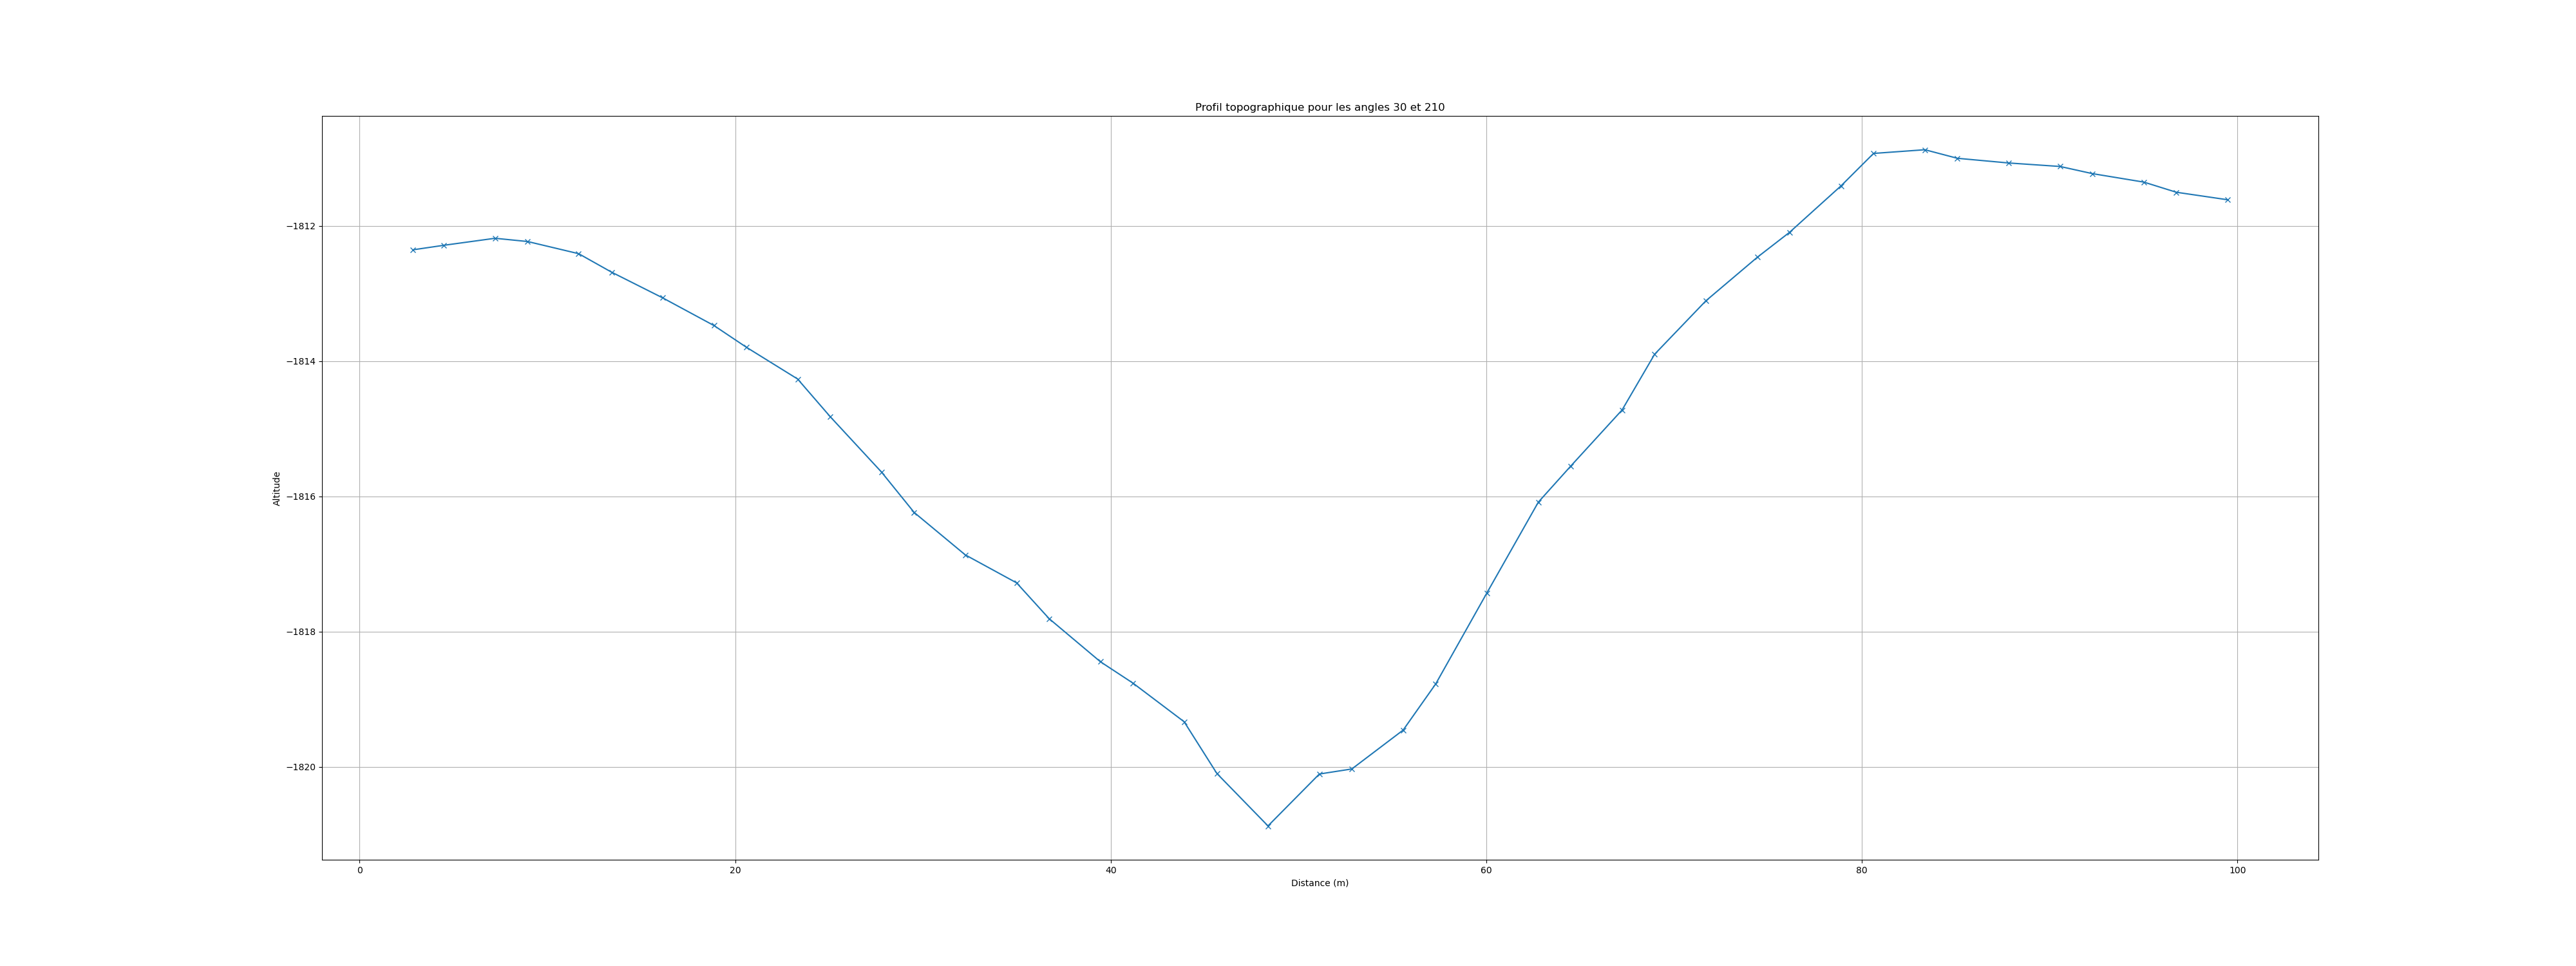 Profil topographique pour les angles 30 et 210
Altitude
−1812
−1814
−1816
−1818
−1820
0 20 40 60 80 100
Distance (m)